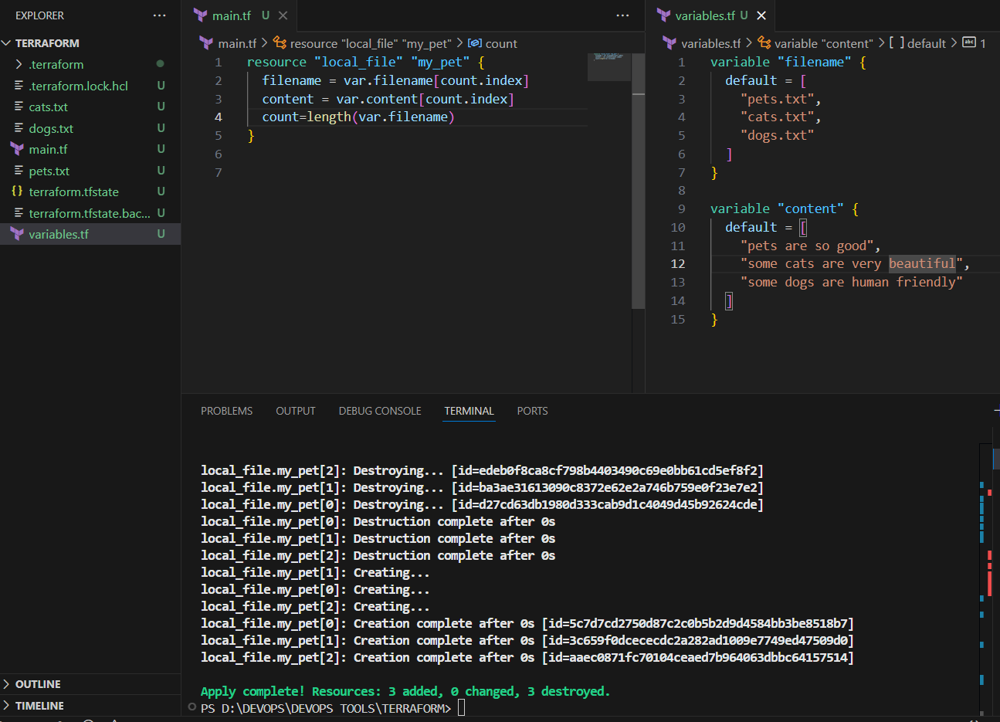 EXPLORER
TERRAFORM
.terraform
.terraform.lock.hcl U
cats.txt U
dogs.txt U
main.tf U
pets.txt U
terraform.tfstate U
terraform.tfstate.bac... U
variables.tf U
OUTLINE
TIMELINE
main.tf U
main.tf > resource "local_file" "my_pet" > count
1 resource "local_file" "my_pet" {
2 filename = var.filename[count.index]
3 content = var.content[count.index]
4 count=length(var.filename)
5 }
6
7
variables.tf U
variables.tf > variable "content" > [ ] default > abc 1
1 variable "filename" {
2 default = [
3 "pets.txt",
4 "cats.txt",
5 "dogs.txt"
6 ]
7 }
8
9 variable "content" {
10 default = [
11 "pets are so good",
12 "some cats are very beautiful",
13 "some dogs are human friendly"
14 ]
15 }
PROBLEMS OUTPUT DEBUG CONSOLE TERMINAL PORTS
local_file.my_pet[2]: Destroying... [id=edeb0f8ca8cf798b4403490c69e0bb61cd5ef8f2]
local_file.my_pet[1]: Destroying... [id=ba3ae31613090c8372e62e2a746b759e0f23e7e2]
local_file.my_pet[0]: Destroying... [id=d27cd63db1980d333cab9d1c4049d45b92624cde]
local_file.my_pet[0]: Destruction complete after 0s
local_file.my_pet[1]: Destruction complete after 0s
local_file.my_pet[2]: Destruction complete after 0s
local_file.my_pet[1]: Creating...
local_file.my_pet[0]: Creating...
local_file.my_pet[2]: Creating...
local_file.my_pet[0]: Creation complete after 0s [id=5c7d7cd2750d87c2c0b5b2d9d4584bb3be8518b7]
local_file.my_pet[1]: Creation complete after 0s [id=3c659f0dcececdc2a282ad1009e7749ed47509d0]
local_file.my_pet[2]: Creation complete after 0s [id=aaec0871fc70104ceaed7b964063dbbc64157514]
Apply complete! Resources: 3 added, 0 changed, 3 destroyed.
PS D:\DEVOPS\DEVOPS TOOLS\TERRAFORM>